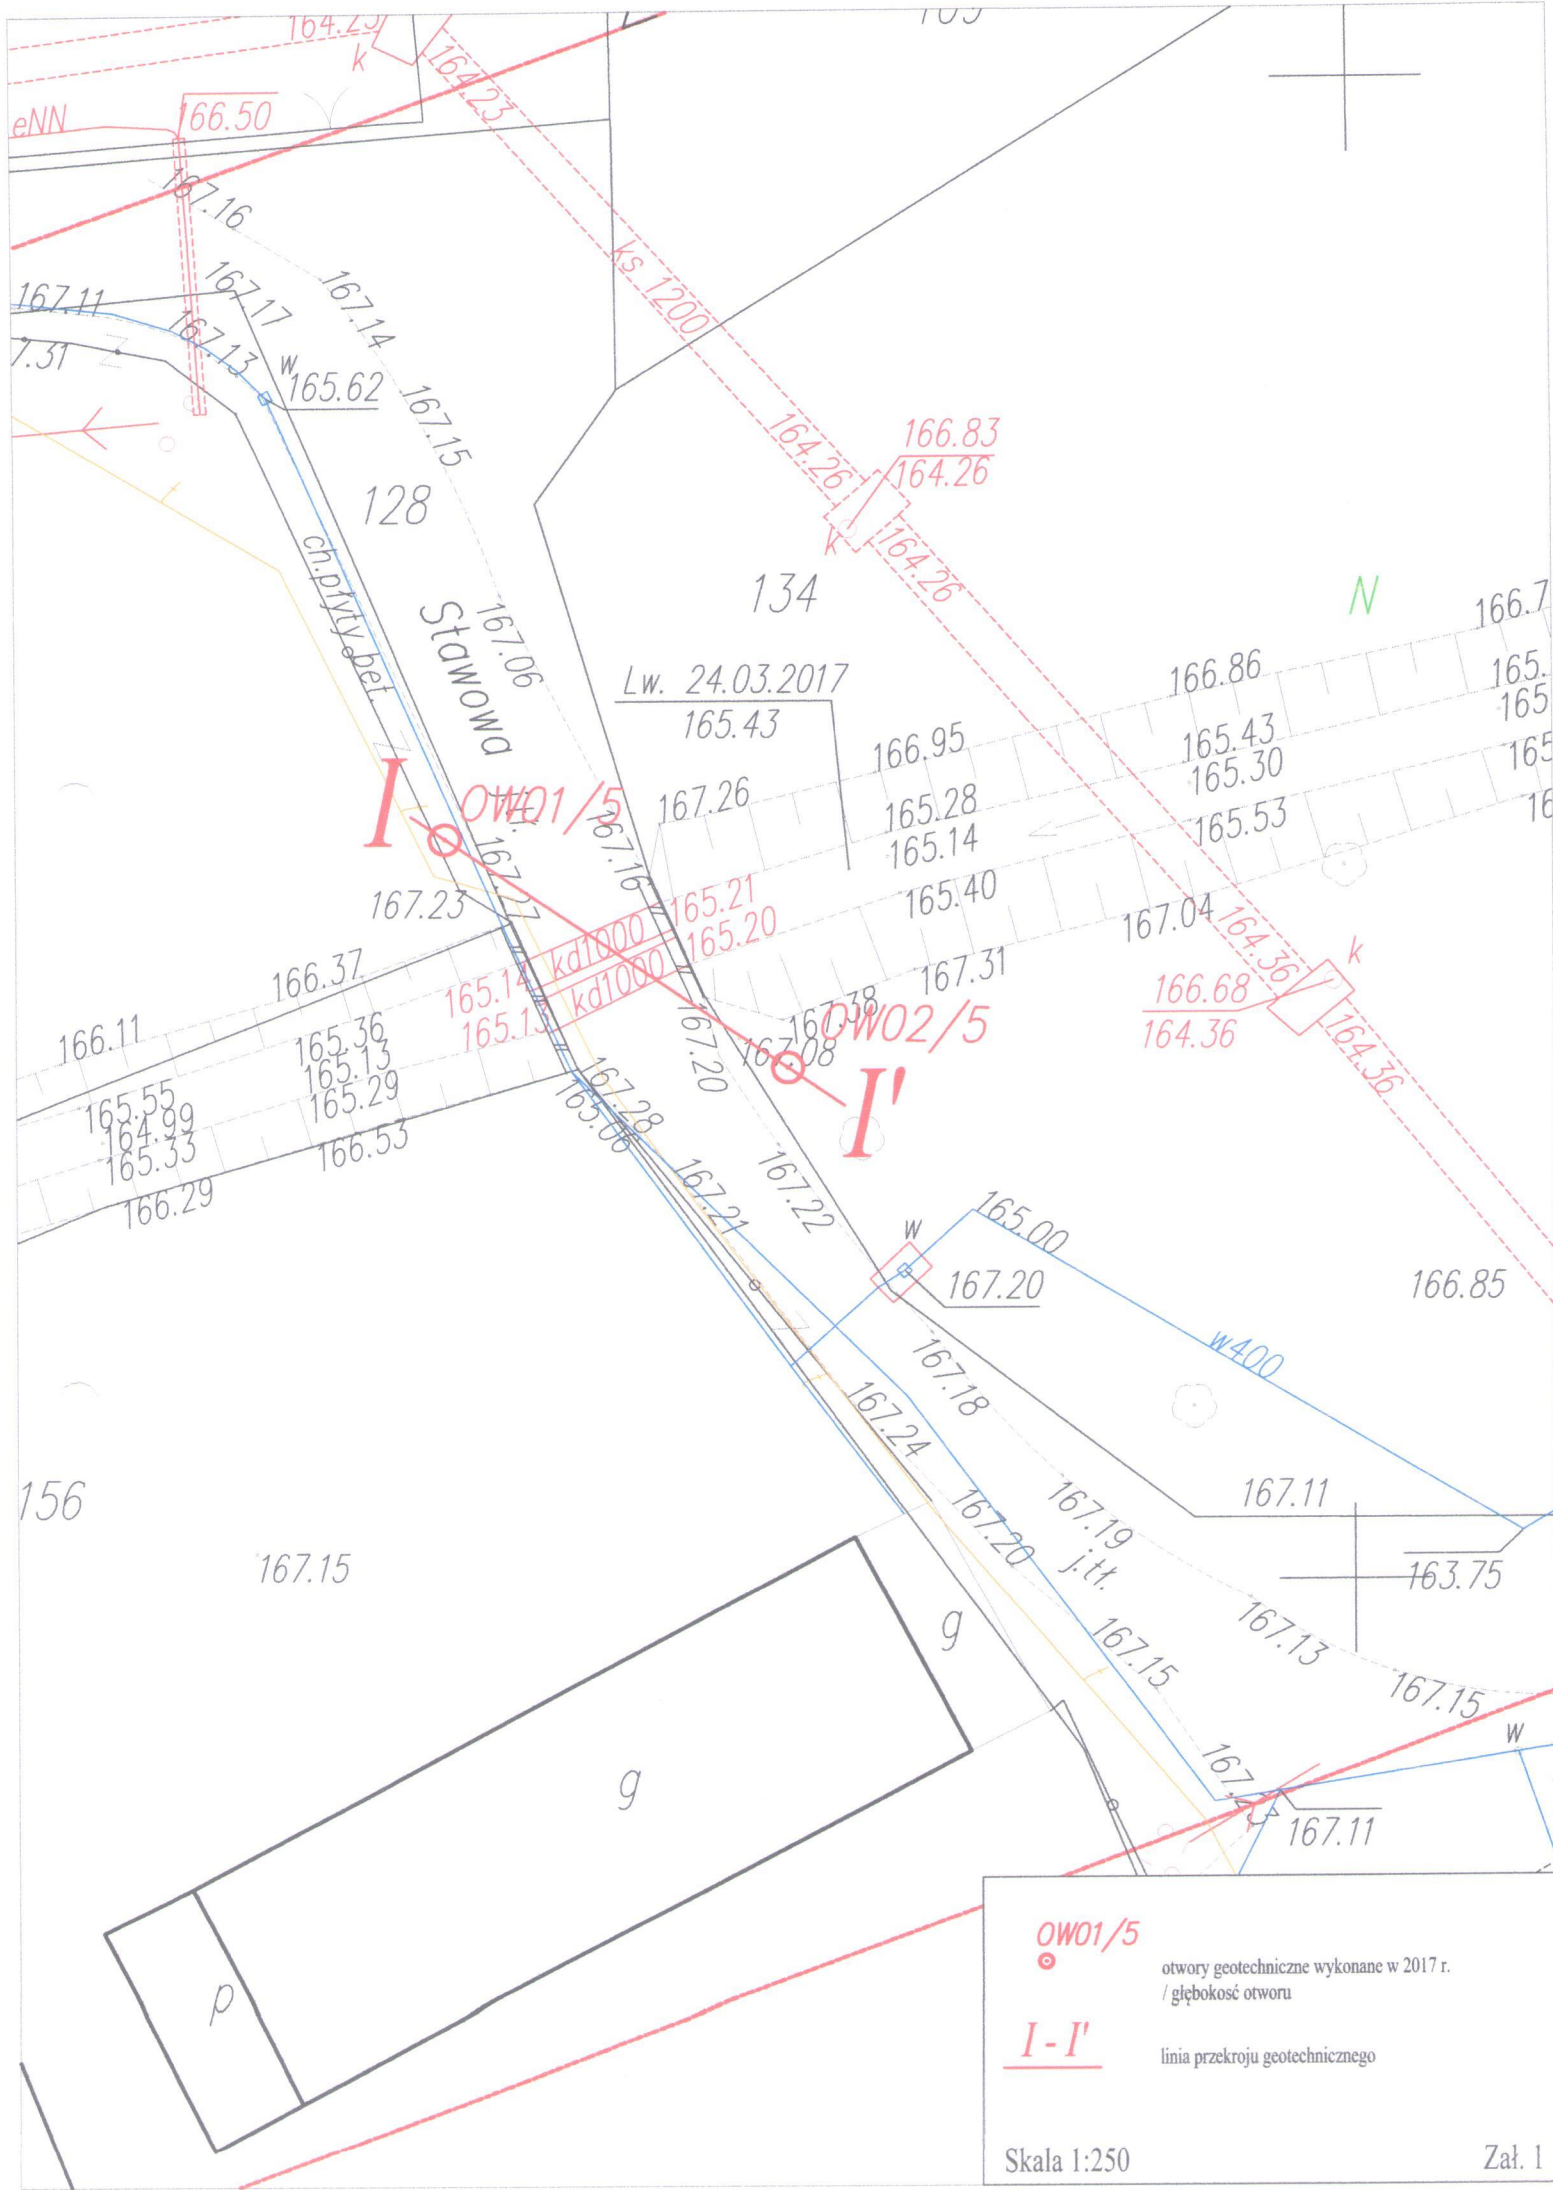 164.23
k
164.23
eNN
166.50
167.16
ks 1200
167.11
167.17
167.14
7.31
167.13
w
165.62
167.15
164.26
166.83
164.26
k
164.26
128
ch.płyty bet.
Stawowa
134
N
167.06
166.7
Lw. 24.03.2017
165.43
166.86
165.
165
166.95
165.43
165.30
165
I
OW01/5
167.26
165.28
165.14
165.53
16
167.16
167.27
167.23
165.21
165.20
165.40
167.04
164.36
k
kd1000
kd1000
166.37
165.14
167.31
166.68
164.36
164.36
166.11
165.36
165.13
165.29
167.38
OW02/5
167.08
167.20
I'
165.55
164.99
165.33
166.29
166.53
167.28
165.06
167.21
167.22
w
165.00
167.20
166.85
w400
167.18
167.24
156
167.11
167.20
167.19
j.tł.
163.75
167.15
g
167.13
167.15
167.15
w
g
167.11
p
OW01/5
otwory geotechniczne wykonane w 2017 r.
/ głębokość otworu
I - I'
linia przekroju geotechnicznego
Skala 1:250
Zał. 1